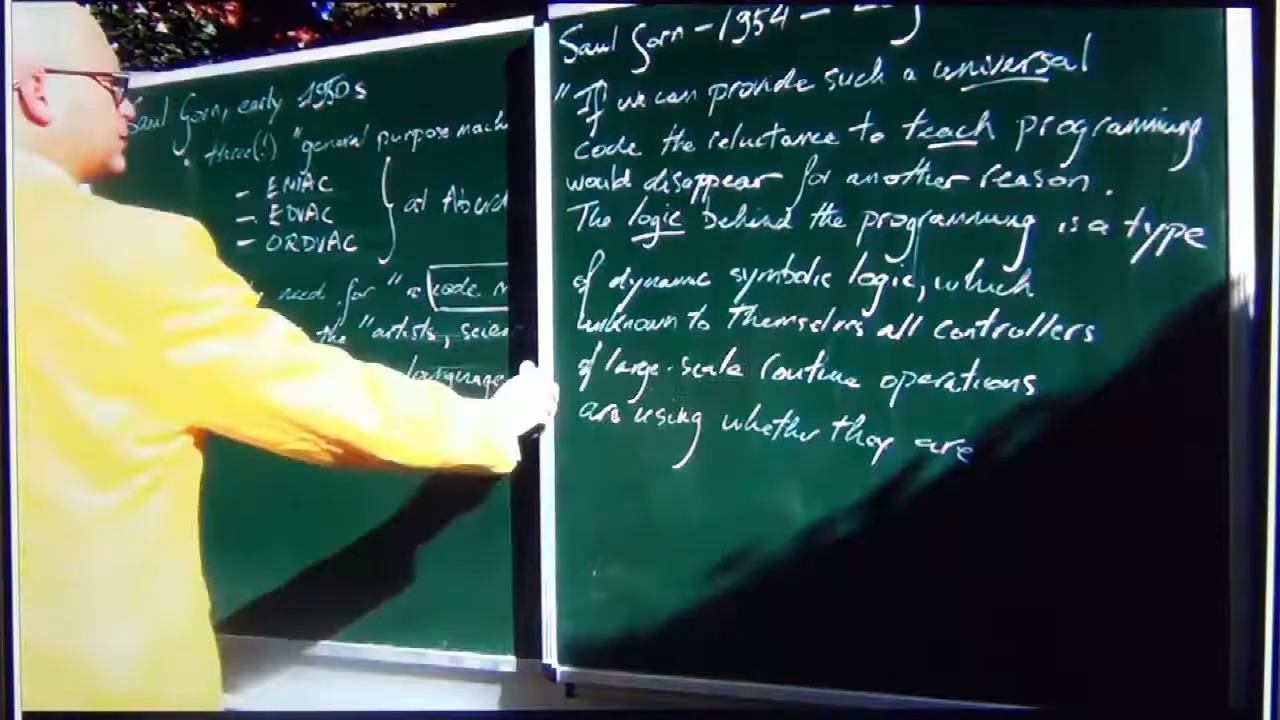 Saul Gorn, early 1950s
• three(!) "general purpose mach
- ENIAC
- EDVAC
- ORDVAC
at Aberd
need for "a code
the "artists, scien
language
Saul Gorn - 1954 -
"If we can provide such a universal
code the reluctance to teach programming
would disappear for another reason.
The logic behind the programming is a type
of dynamic symbolic logic, which
unknown to themselves all controllers
of large-scale routine operations
are using whether they are